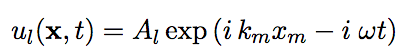 u_l(𝐱, t) = A_l exp (i k_m x_m − i ωt)